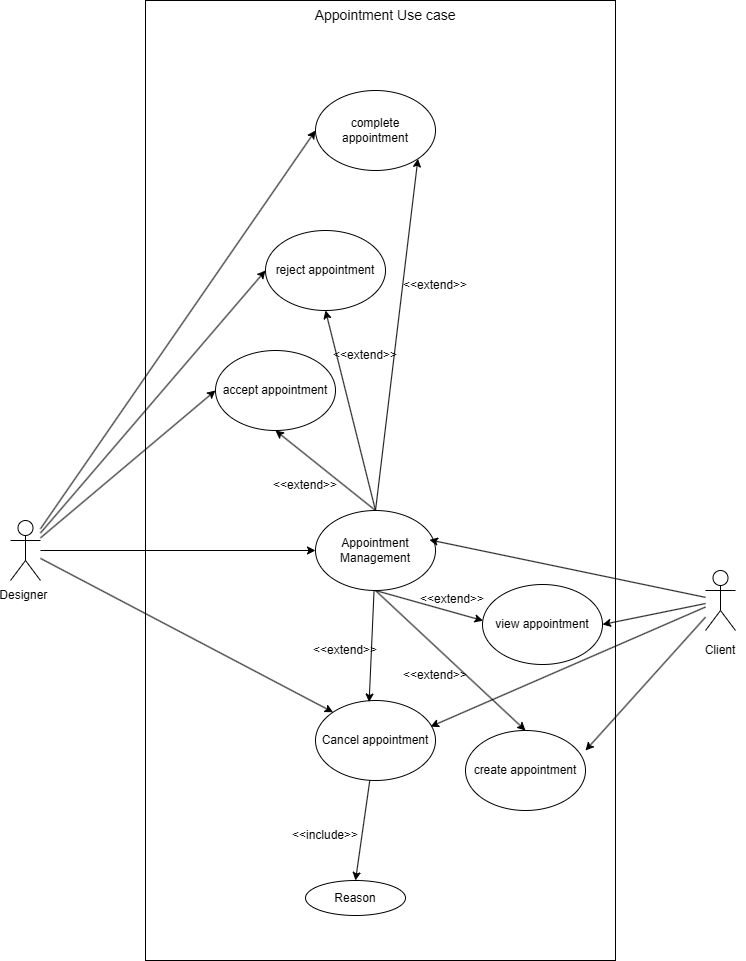 Appointment Use case
complete
appointment
reject appointment
<<extend>>
<<extend>>
accept appointment
<<extend>>
Appointment
Management
Designer
<<extend>>
view appointment
Client
<<extend>>
<<extend>>
Cancel appointment
create appointment
<<include>>
Reason